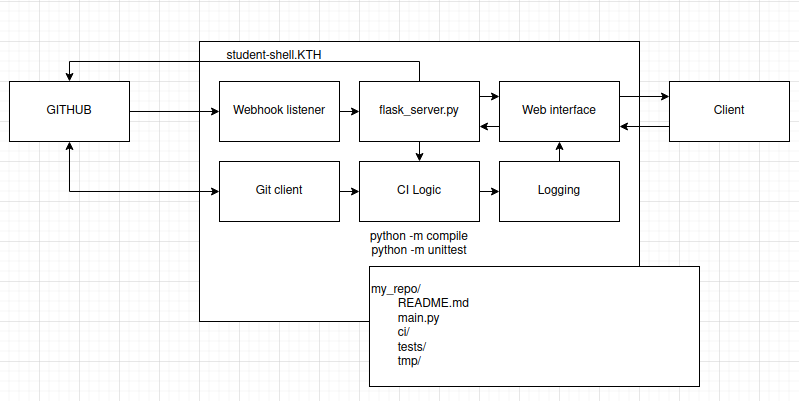 student-shell.KTH
GITHUB
Webhook listener
flask_server.py
Web interface
Client
Git client
CI Logic
Logging
python -m compile
python -m unittest
my_repo/
README.md
main.py
ci/
tests/
tmp/